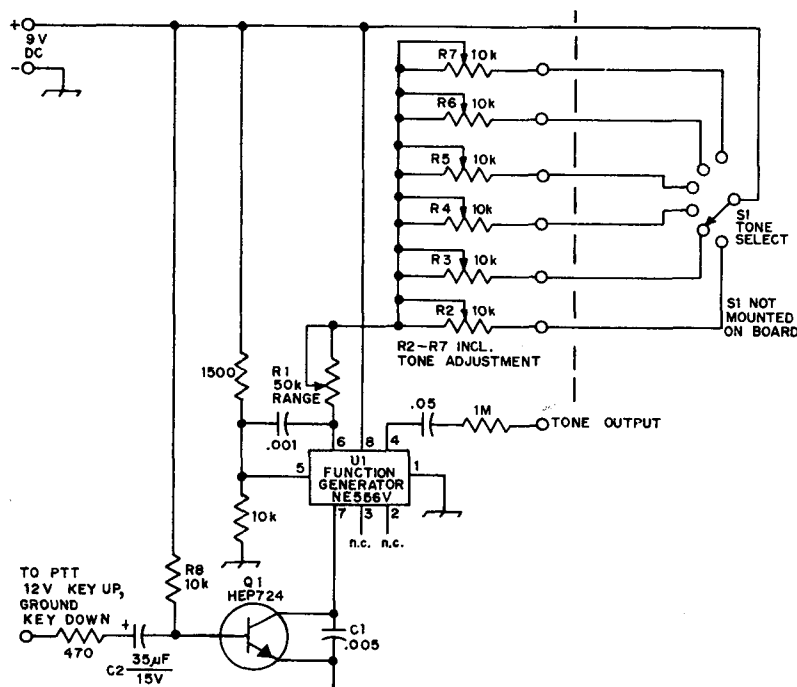 +
9V
DC
-
R7 10k
R6 10k
R5 10k
R4 10k
R3 10k
R2 10k
S1
TONE
SELECT
S1 NOT
MOUNTED
ON BOARD
R2-R7 INCL.
TONE ADJUSTMENT
1500
R1
50k
RANGE
.001
.05
1M
TONE OUTPUT
6 8 4
5
U1
FUNCTION
GENERATOR
NE566V
1
7 3 2
n.c. n.c.
10k
R8
10k
TO PTT
12V KEY UP,
GROUND
KEY DOWN
470
+
C2 35µF
15V
Q1
HEP724
C1
.005